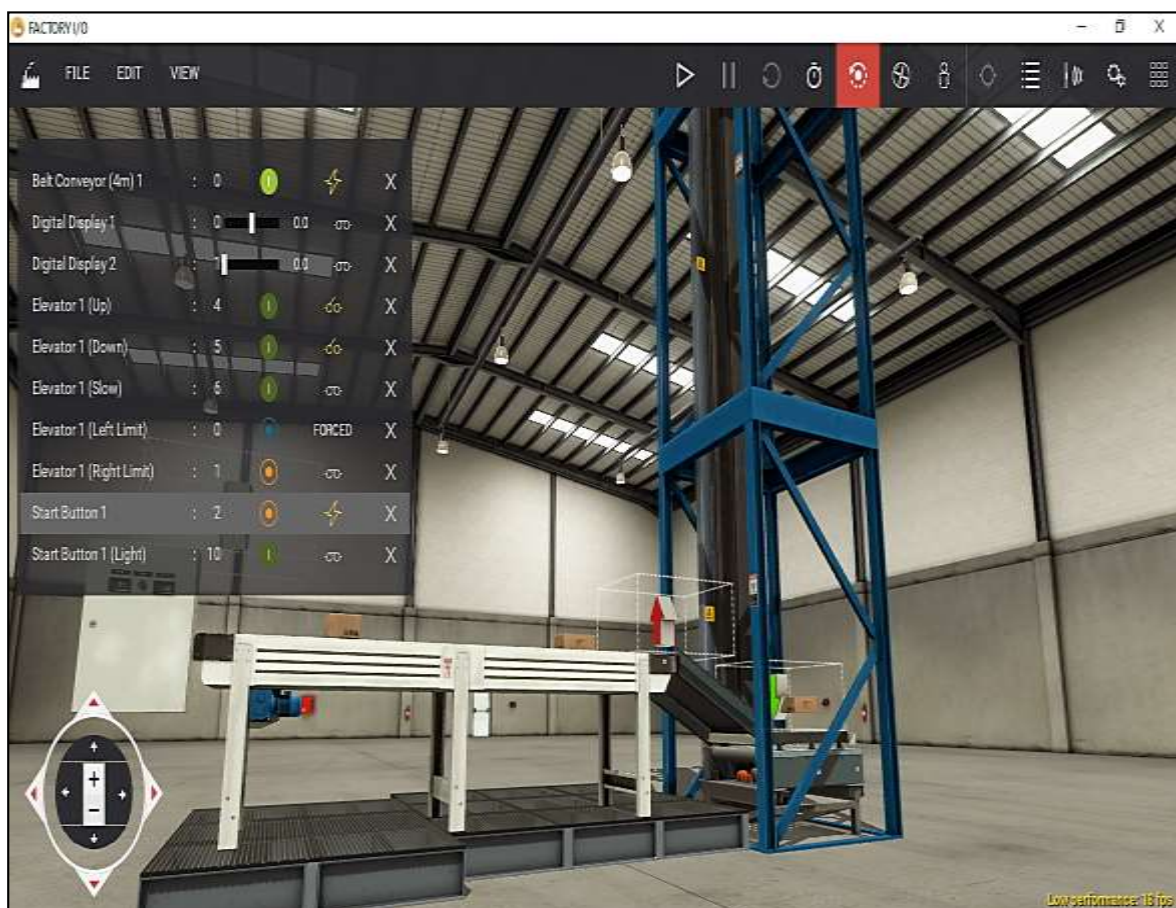 FACTORY I/O
FILE EDIT VIEW
Belt Conveyor (4m) 1 : 0 X
Digital Display 1 : 0 0.0 X
Digital Display 2 : 1 0.0 X
Elevator 1 (Up) : 4 X
Elevator 1 (Down) : 5 X
Elevator 1 (Slow) : 6 X
Elevator 1 (Left Limit) : 0 FORCED X
Elevator 1 (Right Limit) : 1 X
Start Button 1 : 2 X
Start Button 1 (Light) : 10 X
Low performance: 18 fps